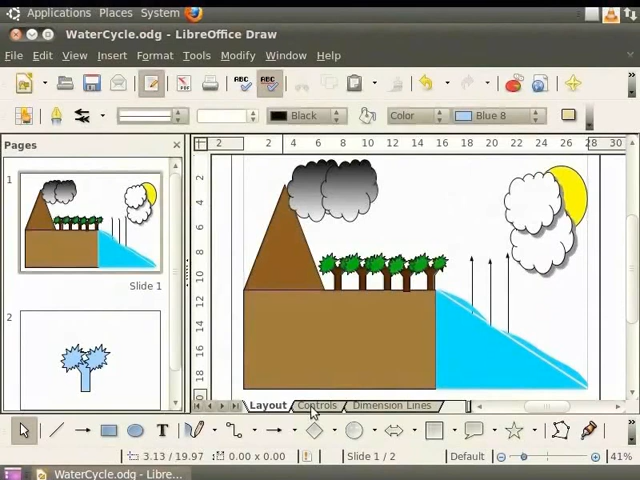 Applications Places System
WaterCycle.odg - LibreOffice Draw
File Edit View Insert Format Tools Modify Window Help
ABC ABC
Black Color Blue 8
Pages
2 2 4 6 8 10 12 14 16 18 20 22 24 26 28 30
2
4
6
8
10
12
14
16
18
1
Slide 1
2
Layout Controls Dimension Lines
T
3.13 / 19.97 0.00 x 0.00 Slide 1 / 2 Default 41%
WaterCycle.odg - Libre...